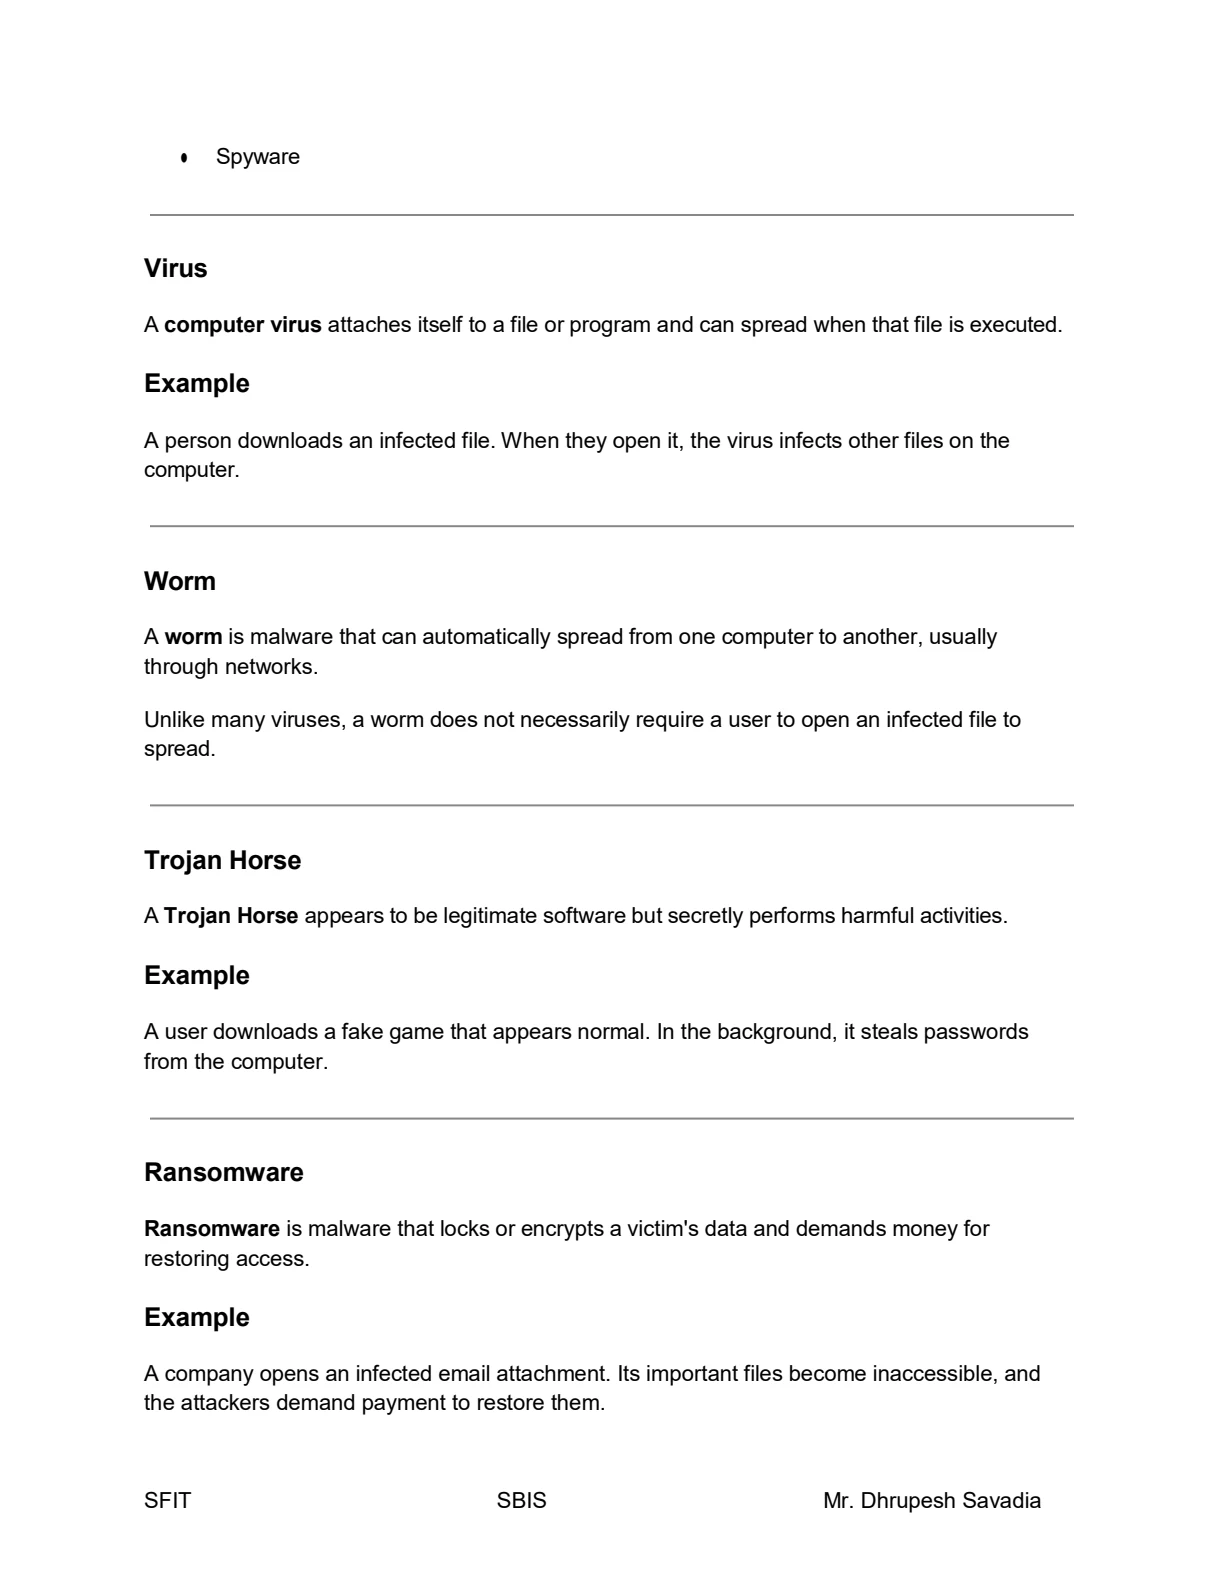 • Spyware
Virus
A computer virus attaches itself to a file or program and can spread when that file is executed.
Example
A person downloads an infected file. When they open it, the virus infects other files on the
computer.
Worm
A worm is malware that can automatically spread from one computer to another, usually
through networks.
Unlike many viruses, a worm does not necessarily require a user to open an infected file to
spread.
Trojan Horse
A Trojan Horse appears to be legitimate software but secretly performs harmful activities.
Example
A user downloads a fake game that appears normal. In the background, it steals passwords
from the computer.
Ransomware
Ransomware is malware that locks or encrypts a victim's data and demands money for
restoring access.
Example
A company opens an infected email attachment. Its important files become inaccessible, and
the attackers demand payment to restore them.
SFIT SBIS Mr. Dhrupesh Savadia